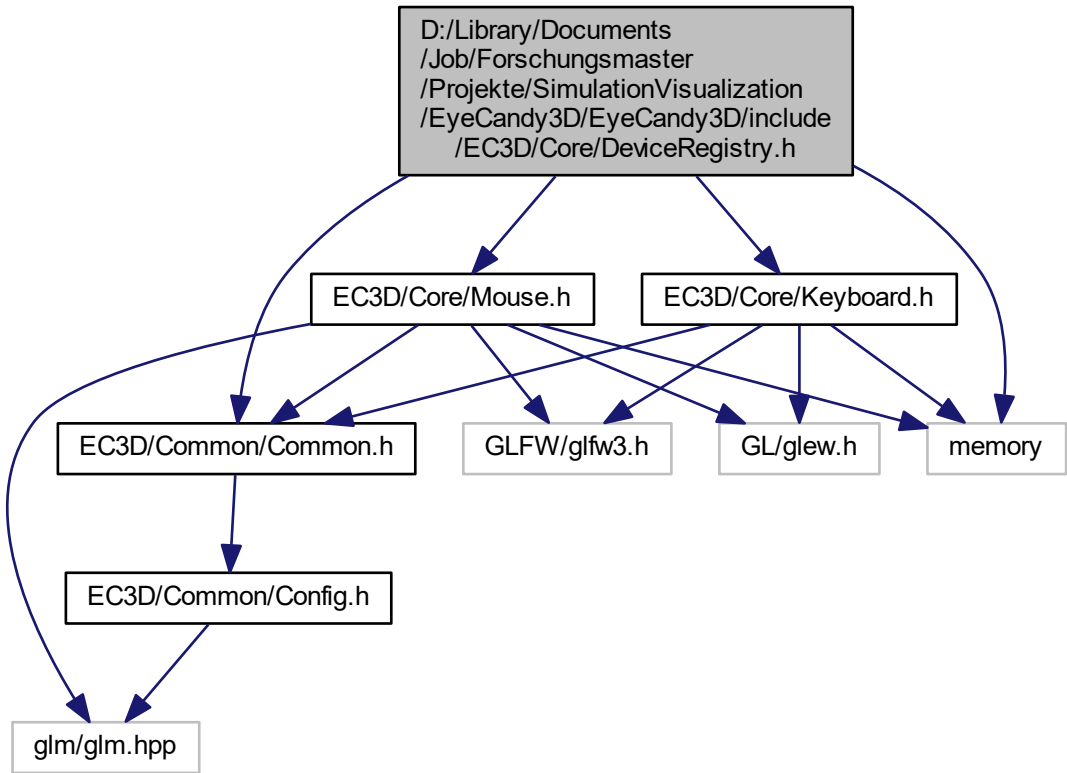 D:/Library/Documents
/Job/Forschungsmaster
/Projekte/SimulationVisualization
/EyeCandy3D/EyeCandy3D/include
/EC3D/Core/DeviceRegistry.h
EC3D/Core/Mouse.h
EC3D/Core/Keyboard.h
EC3D/Common/Common.h
GLFW/glfw3.h
GL/glew.h
memory
EC3D/Common/Config.h
glm/glm.hpp